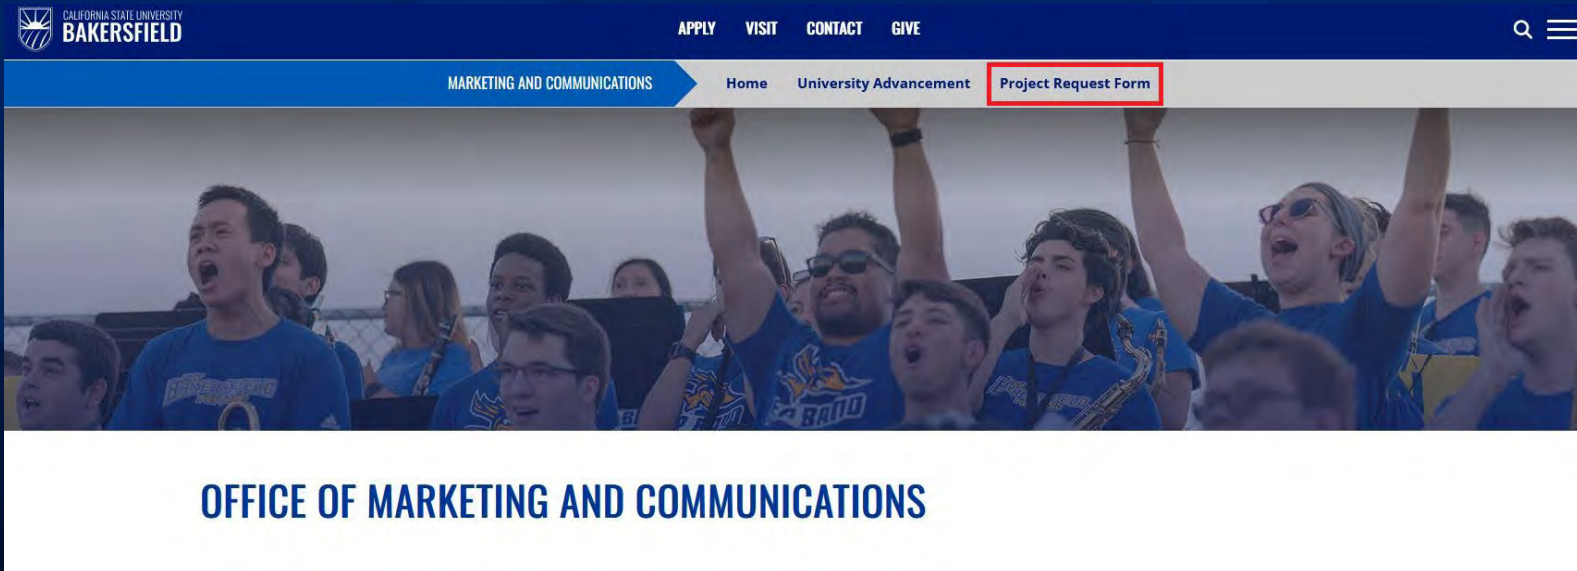 CALIFORNIA STATE UNIVERSITY
BAKERSFIELD
APPLY VISIT CONTACT GIVE
MARKETING AND COMMUNICATIONS
Home University Advancement Project Request Form
BAND
OFFICE OF MARKETING AND COMMUNICATIONS